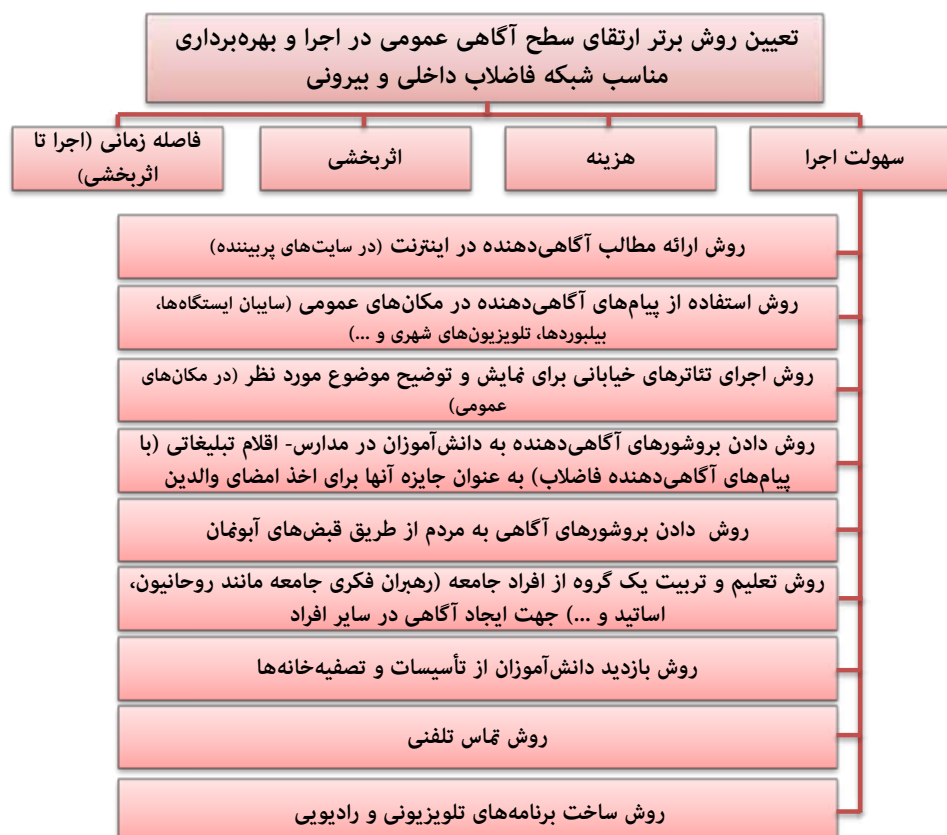 تعیین روش برتر ارتقای سطح آگاهی عمومی در اجرا و بهره‌برداری
مناسب شبکه فاضلاب داخلی و بیرونی
سهولت اجرا
هزینه
اثربخشی
فاصله زمانی (اجرا تا
اثربخشی)
روش ارائه مطالب آگاهی‌دهنده در اینترنت (در سایت‌های پربیننده)
روش استفاده از پیام‌های آگاهی‌دهنده در مکان‌های عمومی (سایبان ایستگاه‌ها،
بیلبوردها، تلویزیون‌های شهری و ...)
روش اجرای تئاترهای خیابانی برای نمایش و توضیح موضوع مورد نظر (در مکان‌های
عمومی)
روش دادن بروشورهای آگاهی‌دهنده به دانش‌آموزان در مدارس- اقلام تبلیغاتی (با
پیام‌های آگاهی‌دهنده فاضلاب) به عنوان جایزه آنها برای اخذ امضای والدین
روش دادن بروشورهای آگاهی به مردم از طریق قبض‌های آبونمان
روش تعلیم و تربیت یک گروه از افراد جامعه (رهبران فکری جامعه مانند روحانیون،
اساتید و ...) جهت ایجاد آگاهی در سایر افراد
روش بازدید دانش‌آموزان از تأسیسات و تصفیه‌خانه‌ها
روش تماس تلفنی
روش ساخت برنامه‌های تلویزیونی و رادیویی